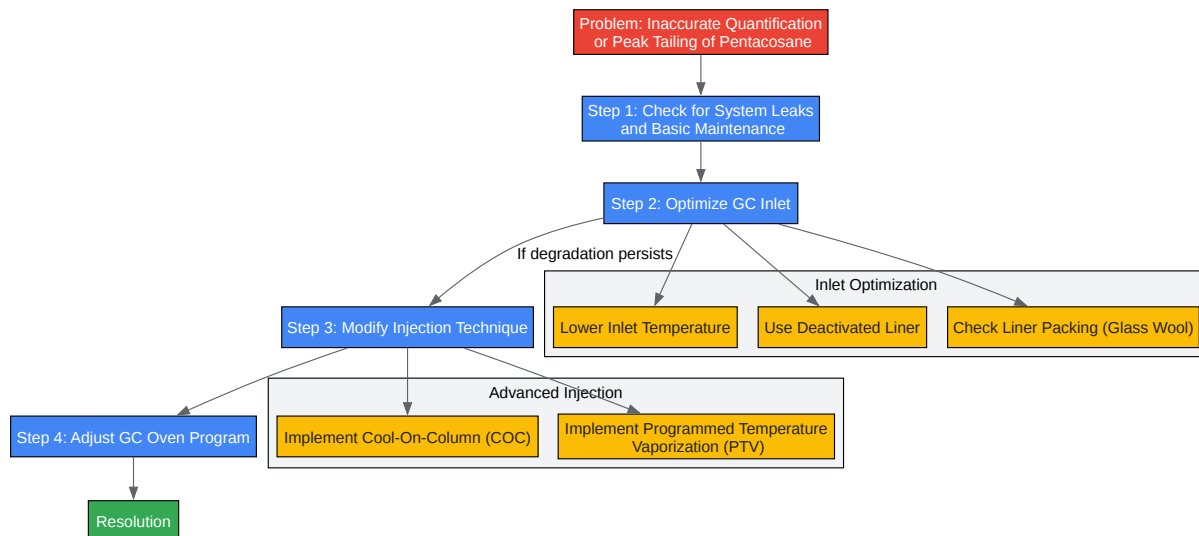 Problem: Inaccurate Quantification
or Peak Tailing of Pentacosane
Step 1: Check for System Leaks
and Basic Maintenance
Step 2: Optimize GC Inlet
If degradation persists
Inlet Optimization
Step 3: Modify Injection Technique
Lower Inlet Temperature
Use Deactivated Liner
Check Liner Packing (Glass Wool)
Advanced Injection
Step 4: Adjust GC Oven Program
Implement Cool-On-Column (COC)
Implement Programmed Temperature
Vaporization (PTV)
Resolution